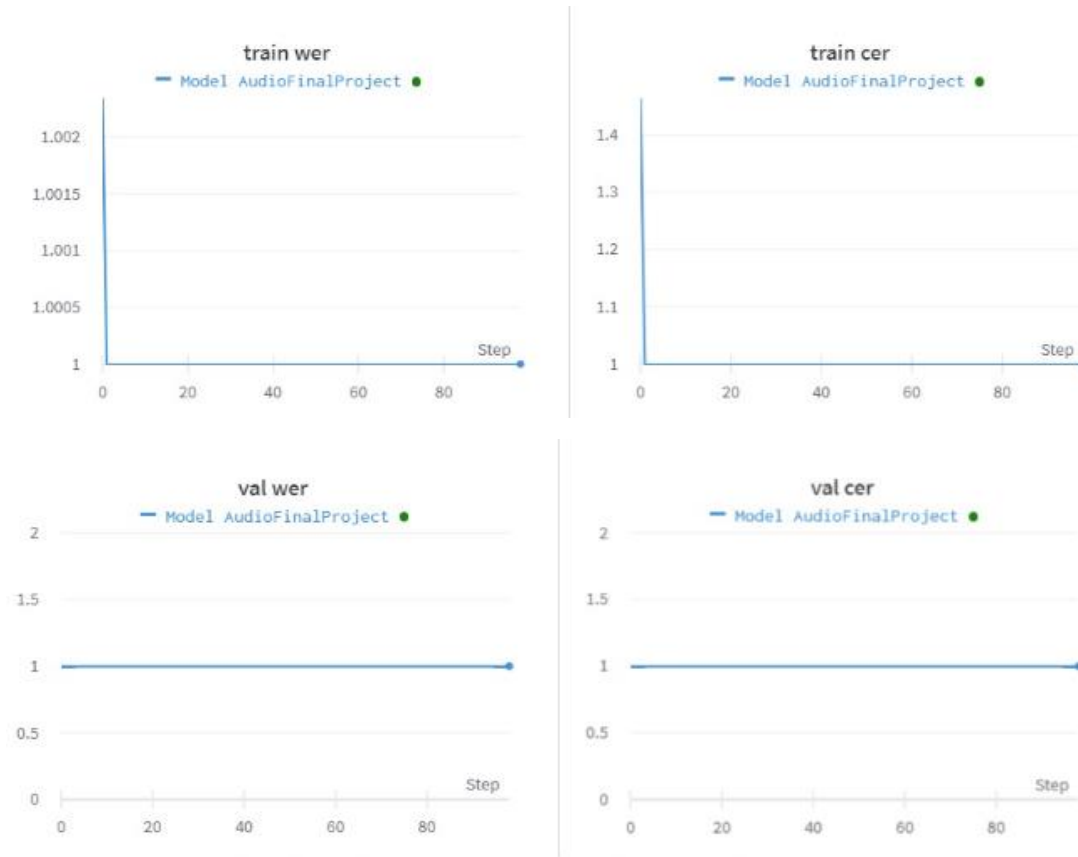 train wer
Model AudioFinalProject
1.002
1.0015
1.001
1.0005
1
Step
0 20 40 60 80
train cer
Model AudioFinalProject
1.4
1.3
1.2
1.1
1
Step
0 20 40 60 80
val wer
Model AudioFinalProject
2
1.5
1
0.5
0
Step
0 20 40 60 80
val cer
Model AudioFinalProject
2
1.5
1
0.5
0
Step
0 20 40 60 80